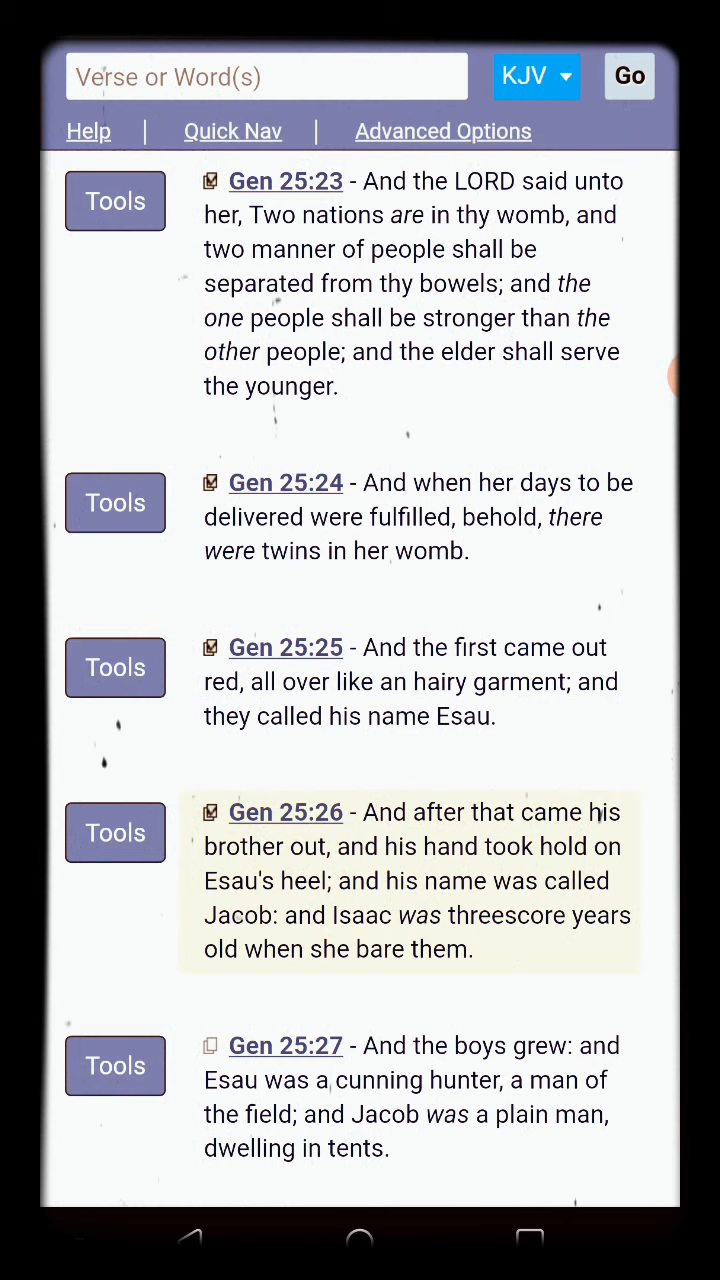 Verse or Word(s) KJV Go
Help | Quick Nav | Advanced Options
Tools
Gen 25:23 - And the LORD said unto
her, Two nations are in thy womb, and
two manner of people shall be
separated from thy bowels; and the
one people shall be stronger than the
other people; and the elder shall serve
the younger.
Tools
Gen 25:24 - And when her days to be
delivered were fulfilled, behold, there
were twins in her womb.
Tools
Gen 25:25 - And the first came out
red, all over like an hairy garment; and
they called his name Esau.
Tools
Gen 25:26 - And after that came his
brother out, and his hand took hold on
Esau's heel; and his name was called
Jacob: and Isaac was threescore years
old when she bare them.
Tools
Gen 25:27 - And the boys grew: and
Esau was a cunning hunter, a man of
the field; and Jacob was a plain man,
dwelling in tents.